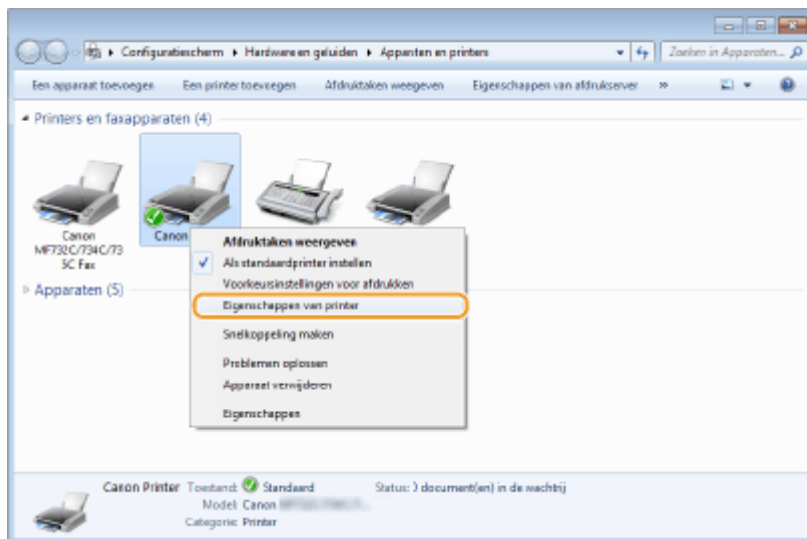 Configuratiescherm ▸ Hardware en geluiden ▸ Apparaten en printers
Zoeken in Apparaten...
Een apparaat toevoegen Een printer toevoegen Afdruktaken weergeven Eigenschappen van afdrukserver »
Printers en faxapparaten (4)
Canon
MF732C/734C/73
5C Fax
Canon
Afdruktaken weergeven
Als standaardprinter instellen
Voorkeursinstellingen voor afdrukken
Eigenschappen van printer
Snelkoppeling maken
Problemen oplossen
Apparaat verwijderen
Eigenschappen
Apparaten (5)
Canon Printer Toestand: Standaard Status: 0 document(en) in de wachtrij
Model: Canon
Categorie: Printer